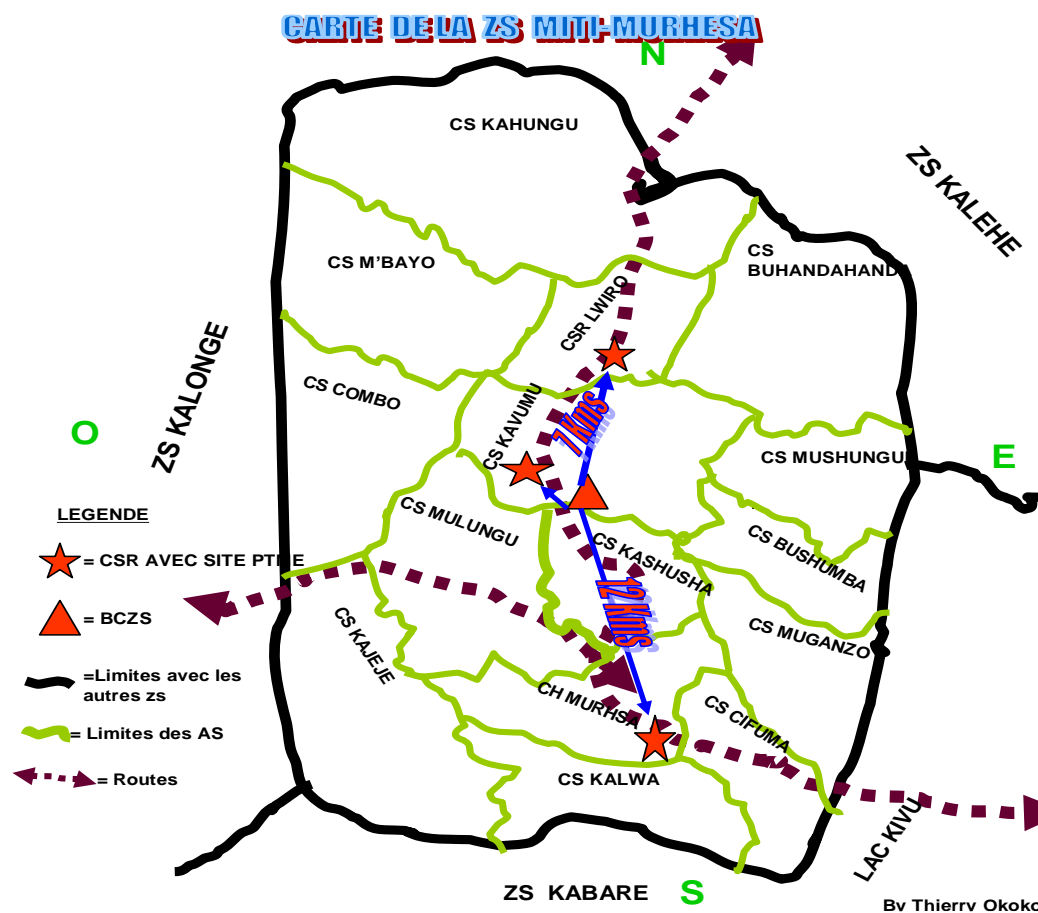 CARTE DE LA ZS MITI-MURHESA
N
CS KAHUNGU
ZS KALEHE
CS
BUHANDAHANDA
CS M'BAYO
CSR LWIRO
ZS KALONGE
CS COMBO
O
CS KAVUMU
7 Kms
CS MUSHUNGU
E
LEGENDE
CS MULUNGU
CS KASHUSHA
CS BUSHUMBA
= CSR AVEC SITE PTME
12 Kms
= BCZS
CS KAJEJE
CS MUGANZO
=Limites avec les
autres zs
CH MURHSA
CS CIFUMA
= Limites des AS
= Routes
CS KALWA
LAC KIVU
ZS KABARE
S
By Thierry Okoko